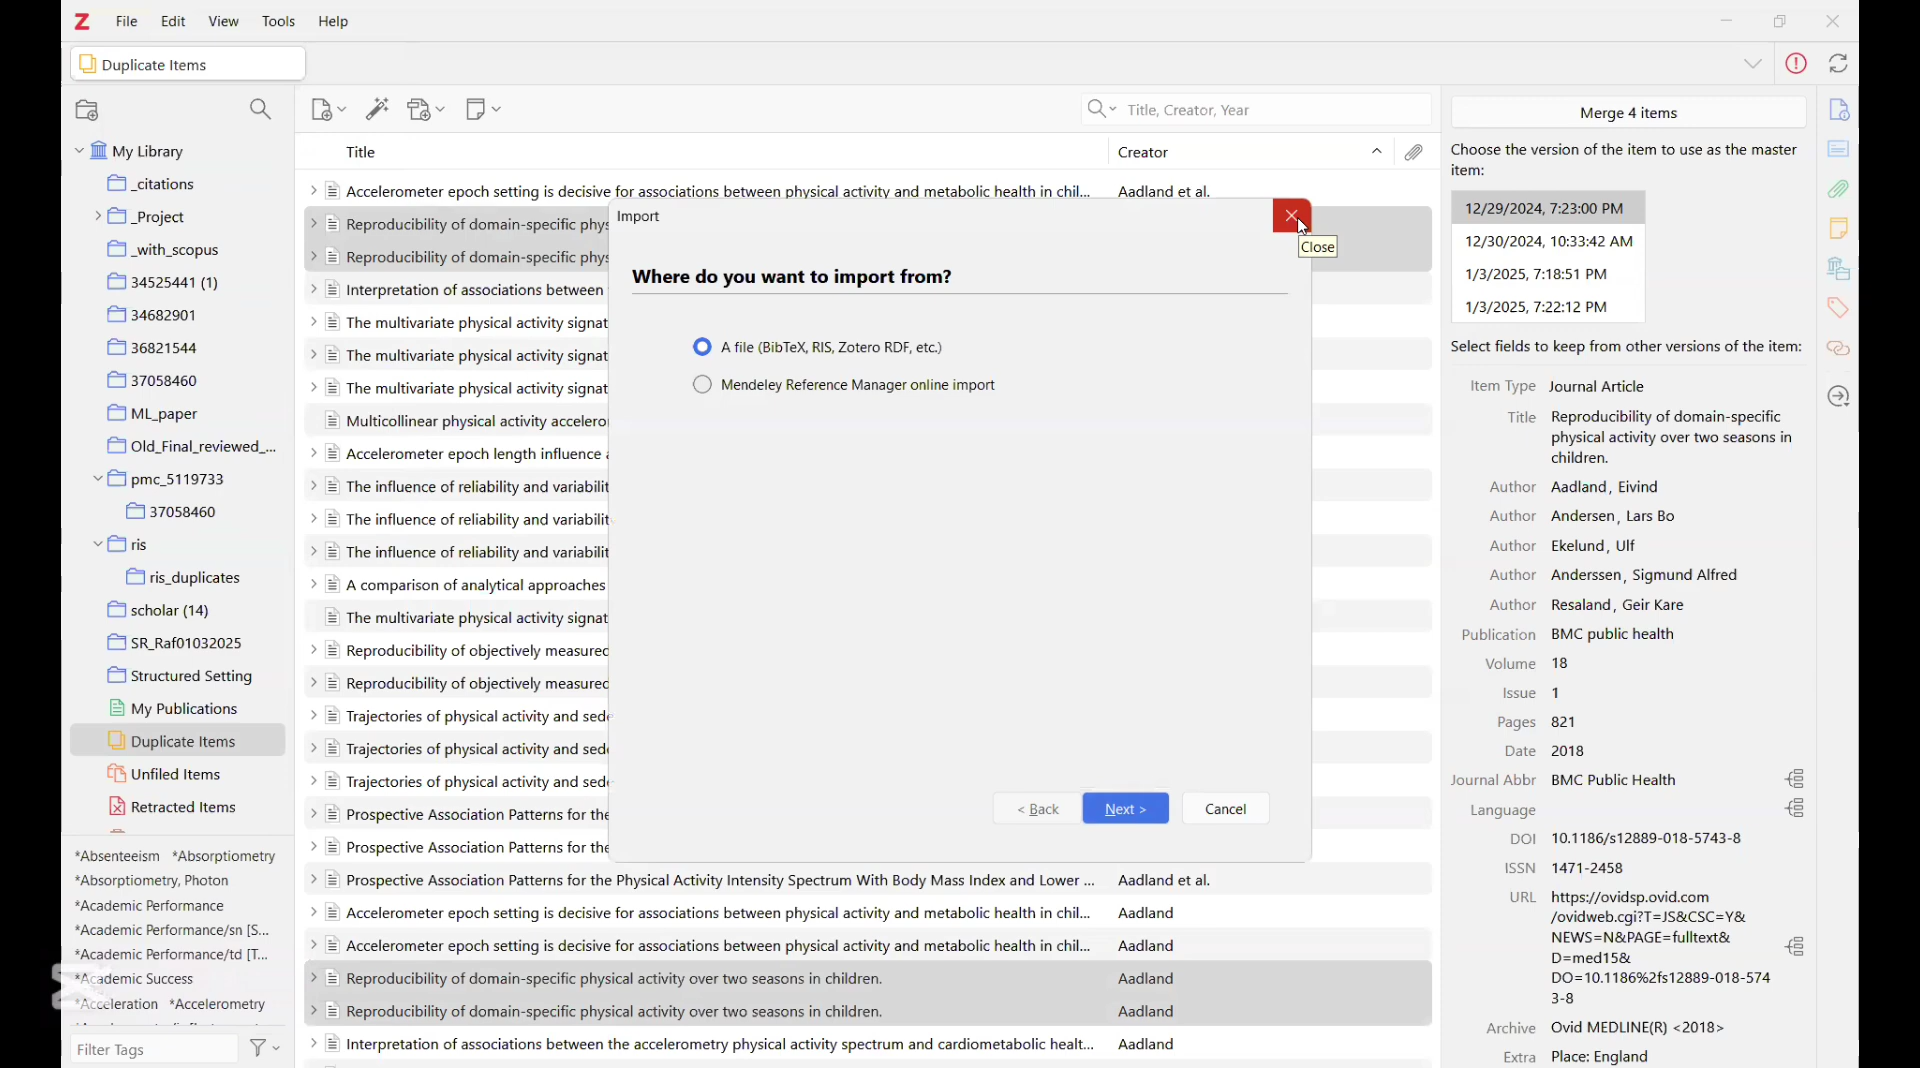 Z File Edit View Tools Help
Duplicate Items
Title, Creator, Year
Title Creator
My Library
_citations
_Project
_with_scopus
34525441 (1)
34682901
36821544
37058460
ML_paper
Old_Final_reviewed_...
pmc_5119733
37058460
ris
ris_duplicates
scholar (14)
SR_Raf01032025
Structured Setting
My Publications
Duplicate Items
Unfiled Items
Retracted Items
*Absenteeism *Absorptiometry
*Absorptiometry, Photon
*Academic Performance
*Academic Performance/sn [S...
*Academic Performance/td [T...
*Academic Success
*Acceleration *Accelerometry
Filter Tags
Accelerometer epoch setting is decisive for associations between physical activity and metabolic health in chil... Aadland et al.
Reproducibility of domain-specific phys
Reproducibility of domain-specific phys
Interpretation of associations between
The multivariate physical activity signat
The multivariate physical activity signat
The multivariate physical activity signat
Multicollinear physical activity accelero
Accelerometer epoch length influence
The influence of reliability and variabilit
The influence of reliability and variabilit
The influence of reliability and variabilit
A comparison of analytical approaches
The multivariate physical activity signat
Reproducibility of objectively measured
Reproducibility of objectively measured
Trajectories of physical activity and sed
Trajectories of physical activity and sed
Trajectories of physical activity and sed
Prospective Association Patterns for the
Prospective Association Patterns for the
Prospective Association Patterns for the Physical Activity Intensity Spectrum With Body Mass Index and Lower ... Aadland et al.
Accelerometer epoch setting is decisive for associations between physical activity and metabolic health in chil... Aadland
Accelerometer epoch setting is decisive for associations between physical activity and metabolic health in chil... Aadland
Reproducibility of domain-specific physical activity over two seasons in children. Aadland
Reproducibility of domain-specific physical activity over two seasons in children. Aadland
Interpretation of associations between the accelerometry physical activity spectrum and cardiometabolic healt... Aadland
Import
Close
Where do you want to import from?
A file (BibTeX, RIS, Zotero RDF, etc.)
Mendeley Reference Manager online import
< Back Next > Cancel
Merge 4 items
Choose the version of the item to use as the master
item:
12/29/2024, 7:23:00 PM
12/30/2024, 10:33:42 AM
1/3/2025, 7:18:51 PM
1/3/2025, 7:22:12 PM
Select fields to keep from other versions of the item:
Item Type Journal Article
Title Reproducibility of domain-specific
physical activity over two seasons in
children.
Author Aadland, Eivind
Author Andersen, Lars Bo
Author Ekelund, Ulf
Author Anderssen, Sigmund Alfred
Author Resaland, Geir Kare
Publication BMC public health
Volume 18
Issue 1
Pages 821
Date 2018
Journal Abbr BMC Public Health
Language
DOI 10.1186/s12889-018-5743-8
ISSN 1471-2458
URL https://ovidsp.ovid.com
/ovidweb.cgi?T=JS&CSC=Y&
NEWS=N&PAGE=fulltext&
D=med15&
DO=10.1186%2fs12889-018-574
3-8
Archive Ovid MEDLINE(R) <2018>
Extra Place: England